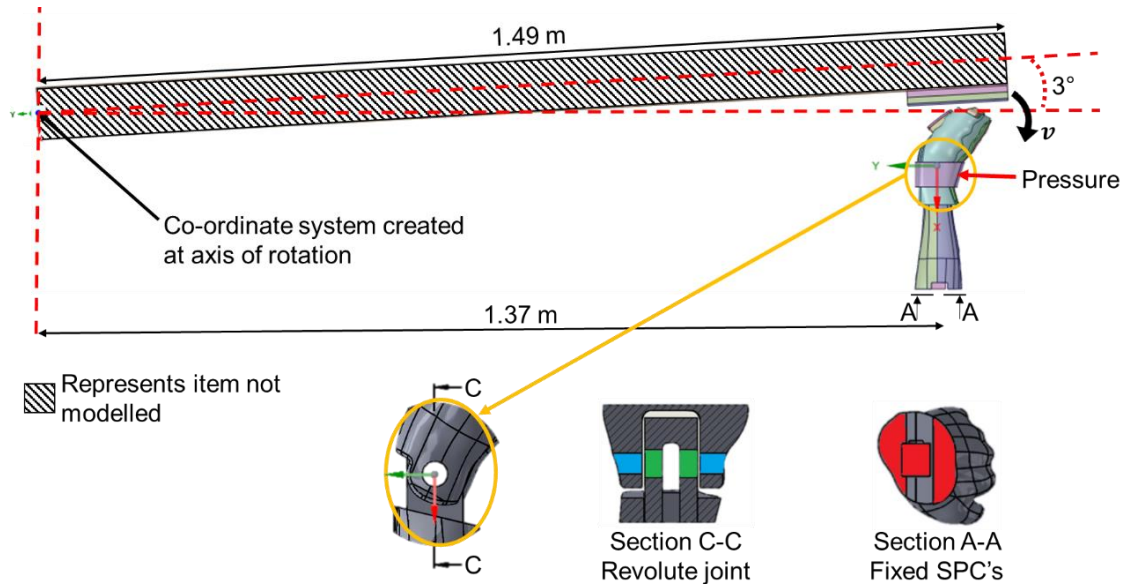 1.49 m
3°
Y
v
Y
Pressure
X
Co-ordinate system created
at axis of rotation
A
A
1.37 m
Represents item not
modelled
C
C
Section C-C
Revolute joint
Section A-A
Fixed SPC's